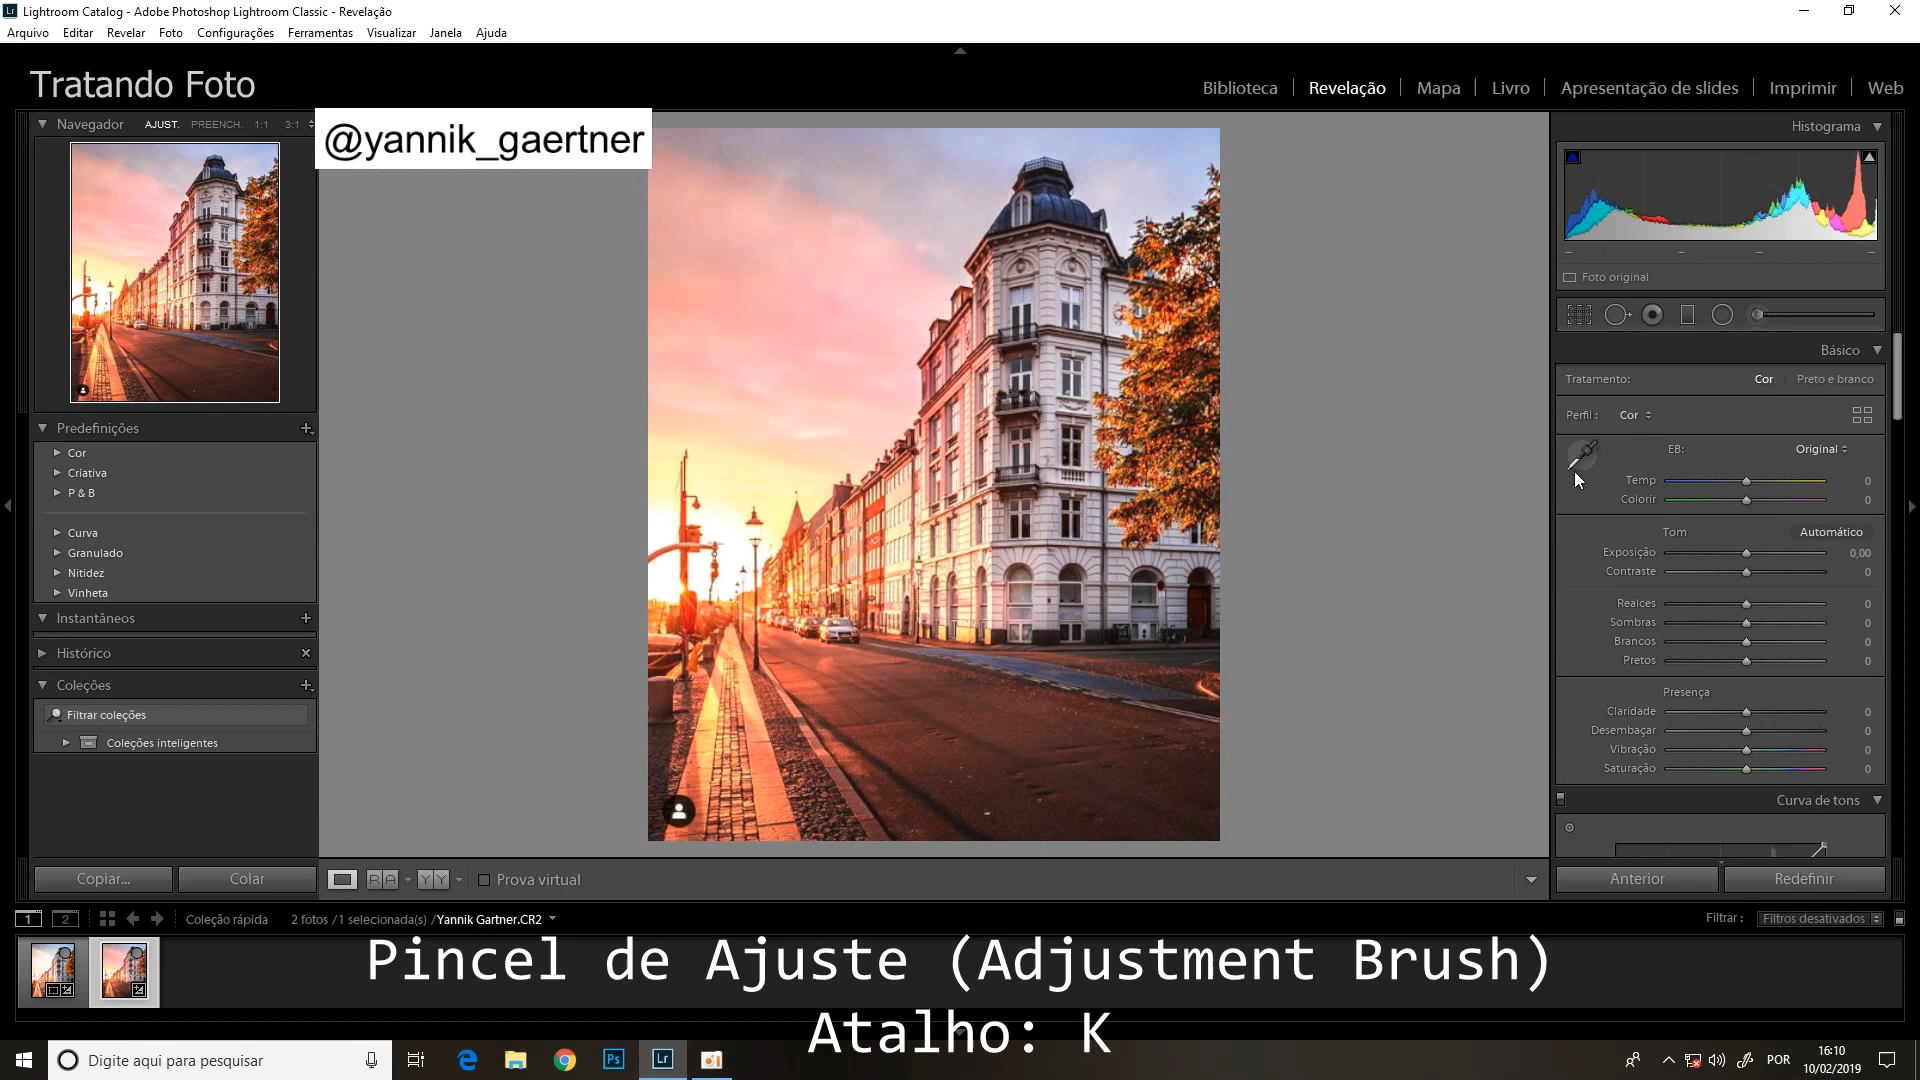 Lightroom Catalog - Adobe Photoshop Lightroom Classic - Revelação
Arquivo Editar Revelar Foto Configurações Ferramentas Visualizar Janela Ajuda
Tratando Foto
Biblioteca Revelação Mapa Livro Apresentação de slides Imprimir Web
Navegador AJUST. PREENCH. 1:1 3:1
@yannik_gaertner
Histograma
Foto original
Básico
Tratamento: Cor Preto e branco
Perfil : Cor
EB: Original
Temp 0
Colorir 0
Tom Automático
Exposição 0,00
Contraste 0
Realces 0
Sombras 0
Brancos 0
Pretos 0
Presença
Claridade 0
Desembaçar 0
Vibração 0
Saturação 0
Curva de tons
Predefinições
Cor
Criativa
P & B
Curva
Granulado
Nitidez
Vinheta
Instantâneos
Histórico
Coleções
Filtrar coleções
Coleções inteligentes
Copiar... Colar
R A Y Y Prova virtual
Anterior Redefinir
1 2 Coleção rápida 2 fotos /1 selecionada(s) /Yannik Gartner.CR2
Filtrar : Filtros desativados
Pincel de Ajuste (Adjustment Brush)
Atalho: K
Digite aqui para pesquisar
Ps Lr
POR
16:10
10/02/2019